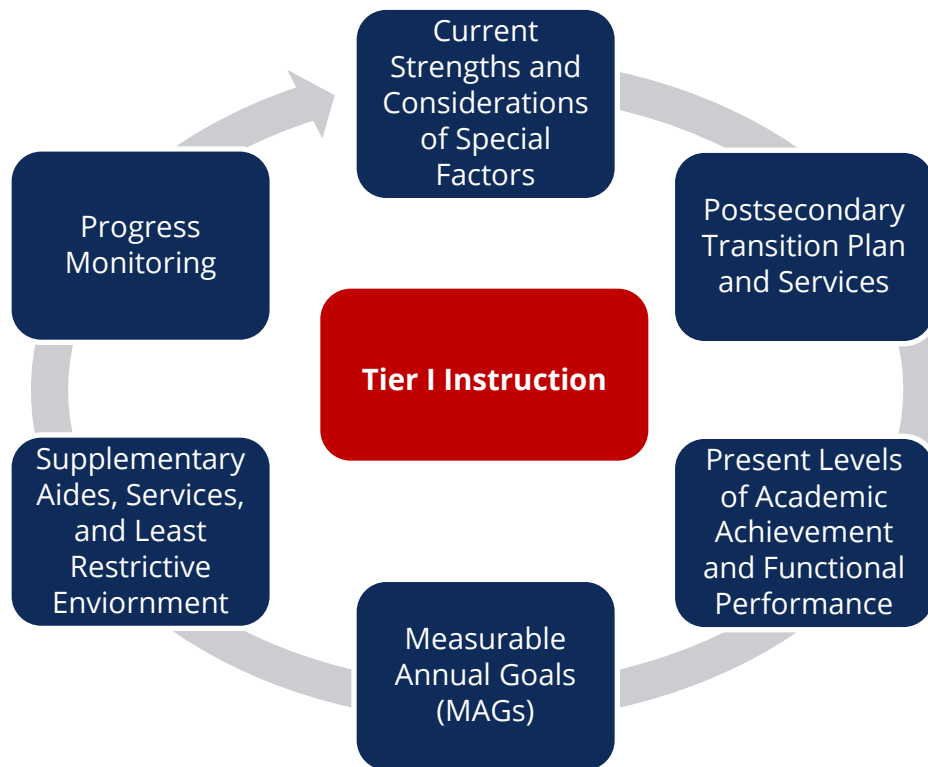 Current
Strengths and
Considerations
of Special
Factors
Postsecondary
Transition Plan
and Services
Present Levels
of Academic
Achievement
and Functional
Performance
Measurable
Annual Goals
(MAGs)
Supplementary
Aides, Services,
and Least
Restrictive
Enviornment
Progress
Monitoring
Tier I Instruction